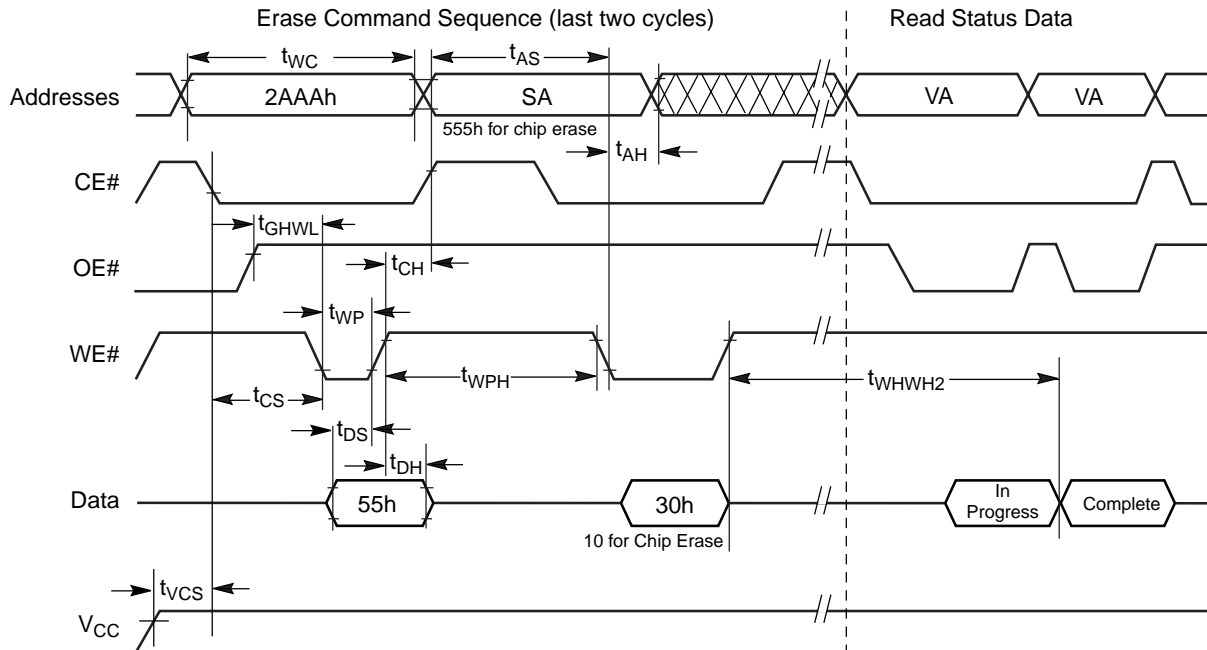 Erase Command Sequence (last two cycles)
Read Status Data
tWC
tAS
Addresses
2AAAh
SA
VA
VA
555h for chip erase
tAH
CE#
tGHWL
OE#
tCH
tWP
WE#
tWPH
tWHWH2
tCS
tDS
tDH
Data
55h
30h
In
Progress
Complete
10 for Chip Erase
tVCS
VCC